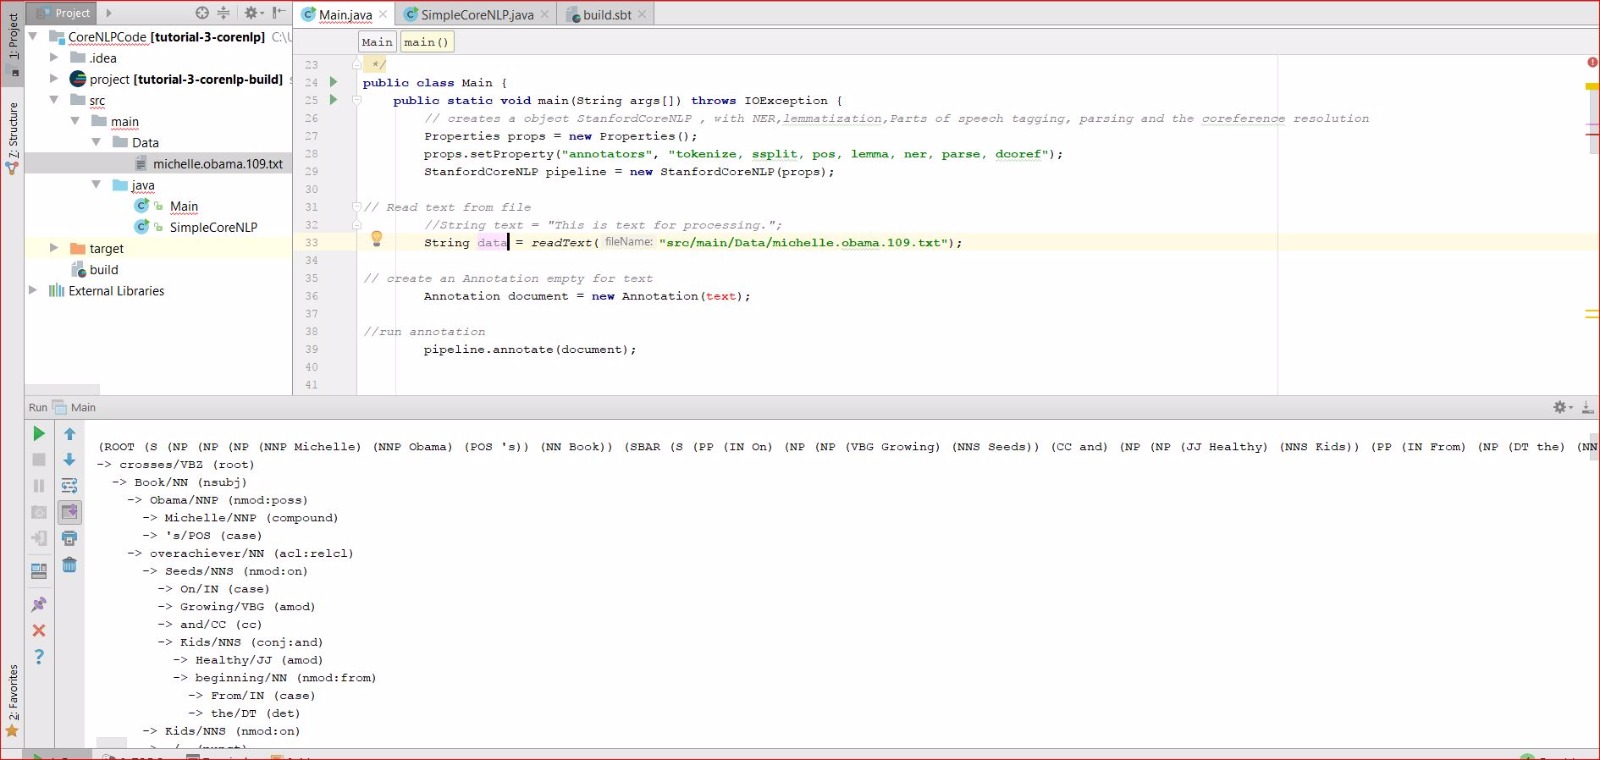 Project
Main.java
SimpleCoreNLP.java
build.sbt
1: Project
Z: Structure
2: Favorites
CoreNLPCode [tutorial-3-corenlp] C:\
.idea
project [tutorial-3-corenlp-build]
src
main
Data
michelle.obama.109.txt
java
Main
SimpleCoreNLP
target
build
External Libraries
Main main()
23 */
24 public class Main {
25 public static void main(String args[]) throws IOException {
26 // creates a object StanfordCoreNLP , with NER,lemmatization,Parts of speech tagging, parsing and the coreference resolution
27 Properties props = new Properties();
28 props.setProperty("annotators", "tokenize, ssplit, pos, lemma, ner, parse, dcoref");
29 StanfordCoreNLP pipeline = new StanfordCoreNLP(props);
30
31 // Read text from file
32 //String text = "This is text for processing.";
33 String data = readText( fileName: "src/main/Data/michelle.obama.109.txt");
34
35 // create an Annotation empty for text
36 Annotation document = new Annotation(text);
37
38 //run annotation
39 pipeline.annotate(document);
40
41
Run Main
(ROOT (S (NP (NP (NP (NNP Michelle) (NNP Obama) (POS 's)) (NN Book)) (SBAR (S (PP (IN On) (NP (NP (VBG Growing) (NNS Seeds)) (CC and) (NP (NP (JJ Healthy) (NNS Kids)) (PP (IN From) (NP (DT the) (NN
-> crosses/VBZ (root)
-> Book/NN (nsubj)
-> Obama/NNP (nmod:poss)
-> Michelle/NNP (compound)
-> 's/POS (case)
-> overachiever/NN (acl:relcl)
-> Seeds/NNS (nmod:on)
-> On/IN (case)
-> Growing/VBG (amod)
-> and/CC (cc)
-> Kids/NNS (conj:and)
-> Healthy/JJ (amod)
-> beginning/NN (nmod:from)
-> From/IN (case)
-> the/DT (det)
-> Kids/NNS (nmod:on)